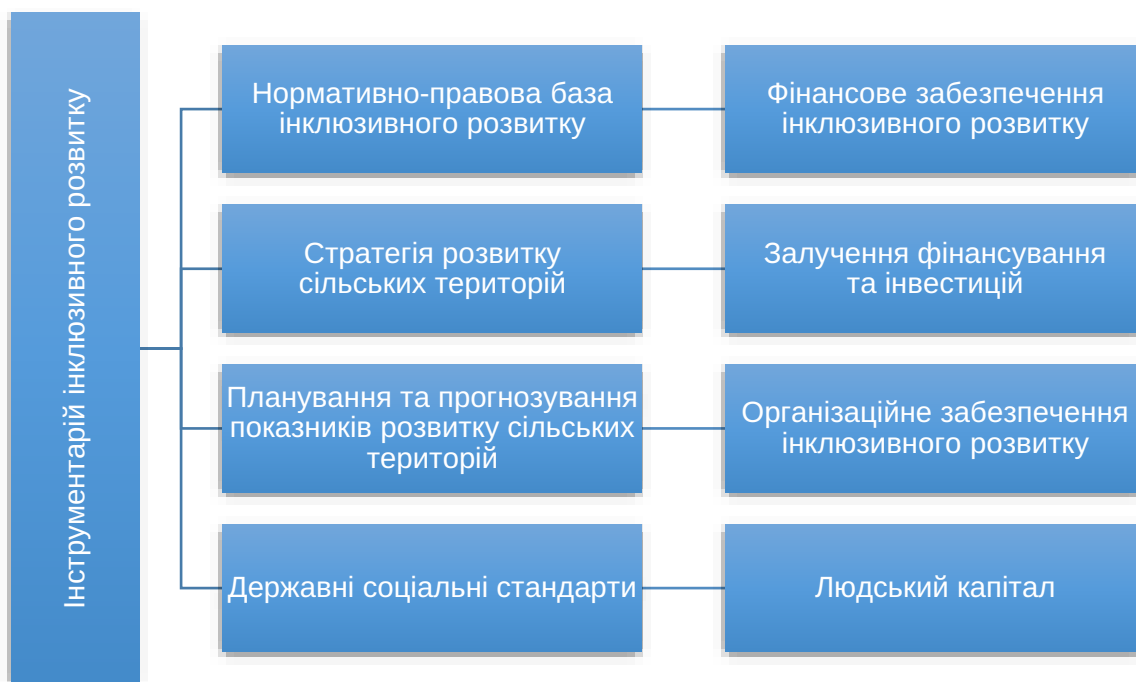 Інструментарій інклюзивного розвитку
Нормативно-правова база
інклюзивного розвитку
Фінансове забезпечення
інклюзивного розвитку
Стратегія розвитку
сільських територій
Залучення фінансування
та інвестицій
Планування та прогнозування
показників розвитку сільських
територій
Організаційне забезпечення
інклюзивного розвитку
Державні соціальні стандарти
Людський капітал